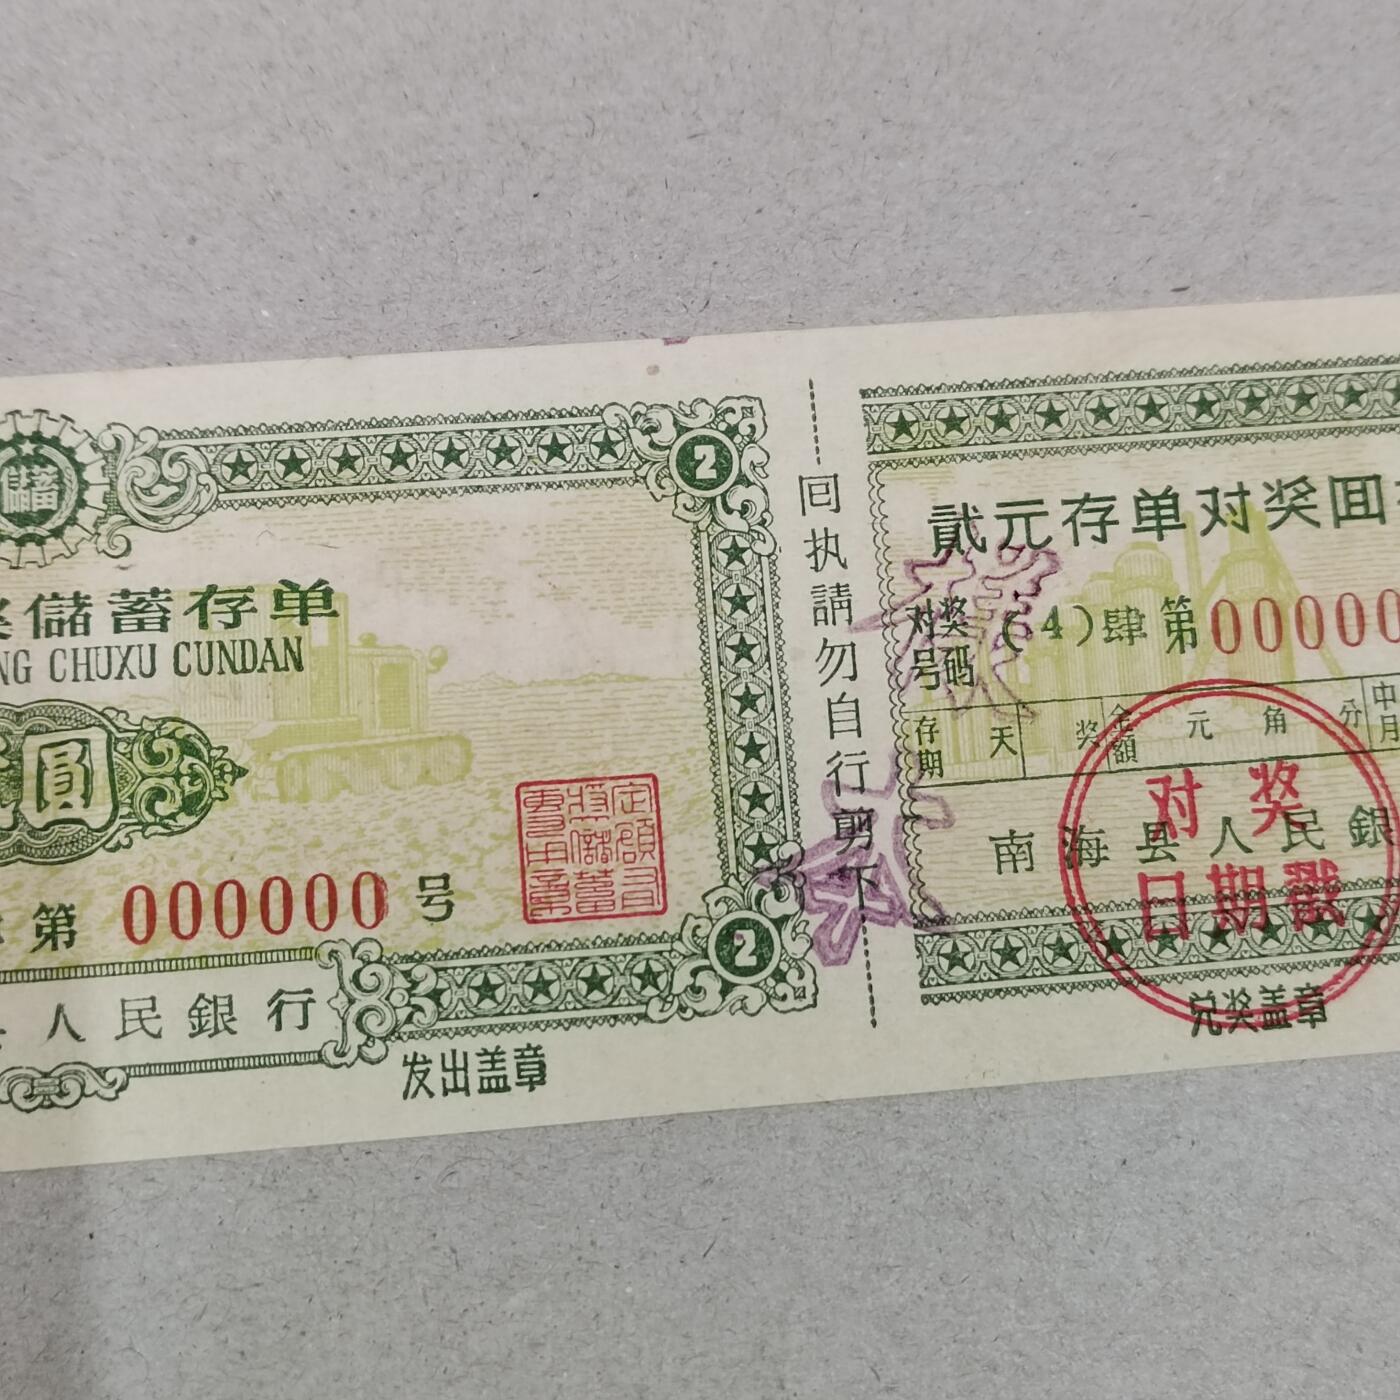 儲蓄
奖儲蓄存单
NG CHUXU CUNDAN
圓
第 000000 号
人民銀行
发出盖章
2
2
定額有
奖儲蓄
專用章
回执請勿自行剪下
貳元存单对奖回
对奖号码 (4)肆 第 00000
存期 天 奖 金額 元 角 分 中 月
南海县人民銀
对奖
日期戳
兑奖盖章